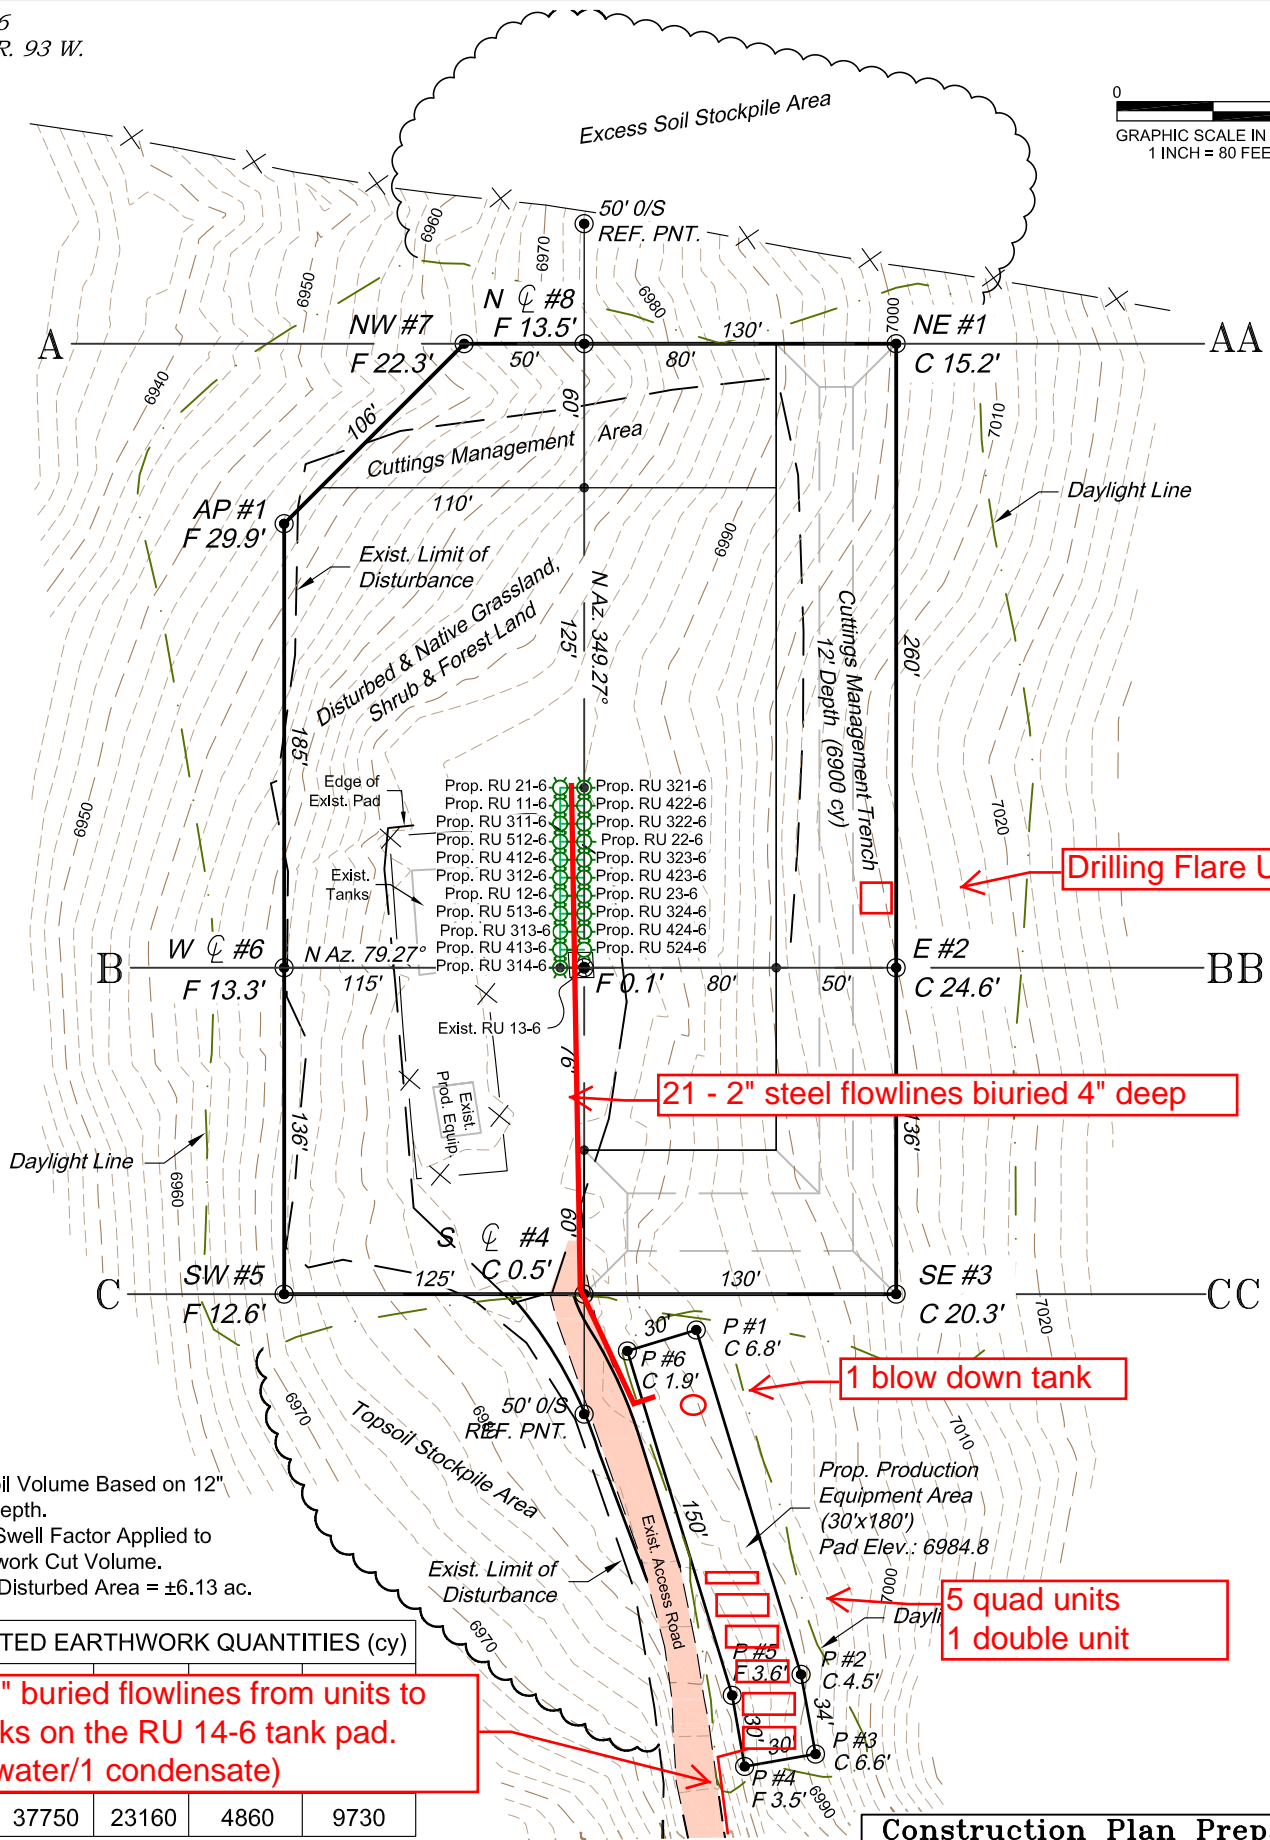 6
R. 93 W.
0
GRAPHIC SCALE IN
1 INCH = 80 FEE
Excess Soil Stockpile Area
50' 0/S
REF. PNT.
6960
6970
6950
6980
7000
N ℄ #8
F 13.5'
NW #7
F 22.3'
130'
NE #1
C 15.2'
A
AA
50'
80'
6940
60'
106'
7010
Cuttings Management Area
110'
Daylight Line
AP #1
F 29.9'
6990
Exist. Limit of
Disturbance
Disturbed & Native Grassland,
Shrub & Forest Land
N Az. 349.27°
125'
Cuttings Management Trench
12' Depth (6900 cy)
260'
185'
Edge of
Exist. Pad
6950
7020
Prop. RU 21-6
Prop. RU 11-6
Prop. RU 311-6
Prop. RU 512-6
Prop. RU 412-6
Prop. RU 312-6
Prop. RU 12-6
Prop. RU 513-6
Prop. RU 313-6
Prop. RU 413-6
Prop. RU 314-6
Prop. RU 321-6
Prop. RU 422-6
Prop. RU 322-6
Prop. RU 22-6
Prop. RU 323-6
Prop. RU 423-6
Prop. RU 23-6
Prop. RU 324-6
Prop. RU 424-6
Prop. RU 524-6
Exist.
Tanks
Drilling Flare U
W ℄ #6
F 13.3'
N Az. 79.27°
115'
B
BB
F 0.1'
80'
50'
E #2
C 24.6'
Exist. RU 13-6
76'
Exist.
Prod. Equip.
21 - 2" steel flowlines biuried 4" deep
136'
136'
Daylight Line
6960
60'
S ℄ #4
C 0.5'
SW #5
F 12.6'
125'
130'
SE #3
C 20.3'
C
CC
7020
30'
P #1
C 6.8'
P #6
C 1.9'
1 blow down tank
50' 0/S
REF. PNT.
6970
6980
7010
Topsoil Stockpile Area
Prop. Production
Equipment Area
(30'x180')
Pad Elev.: 6984.8
150'
oil Volume Based on 12"
epth.
Swell Factor Applied to
work Cut Volume.
Disturbed Area = ±6.13 ac.
Exist. Access Road
Exist. Limit of
Disturbance
7000
5 quad units
1 double unit
Dayli
6970
TED EARTHWORK QUANTITIES (cy)
P #5
F 3.6'
P #2
C 4.5'
34'
" buried flowlines from units to
ks on the RU 14-6 tank pad.
water/1 condensate)
30'
30'
P #3
C 6.6'
P #4
F 3.5'
6990
37750 23160 4860 9730
Construction Plan Prep